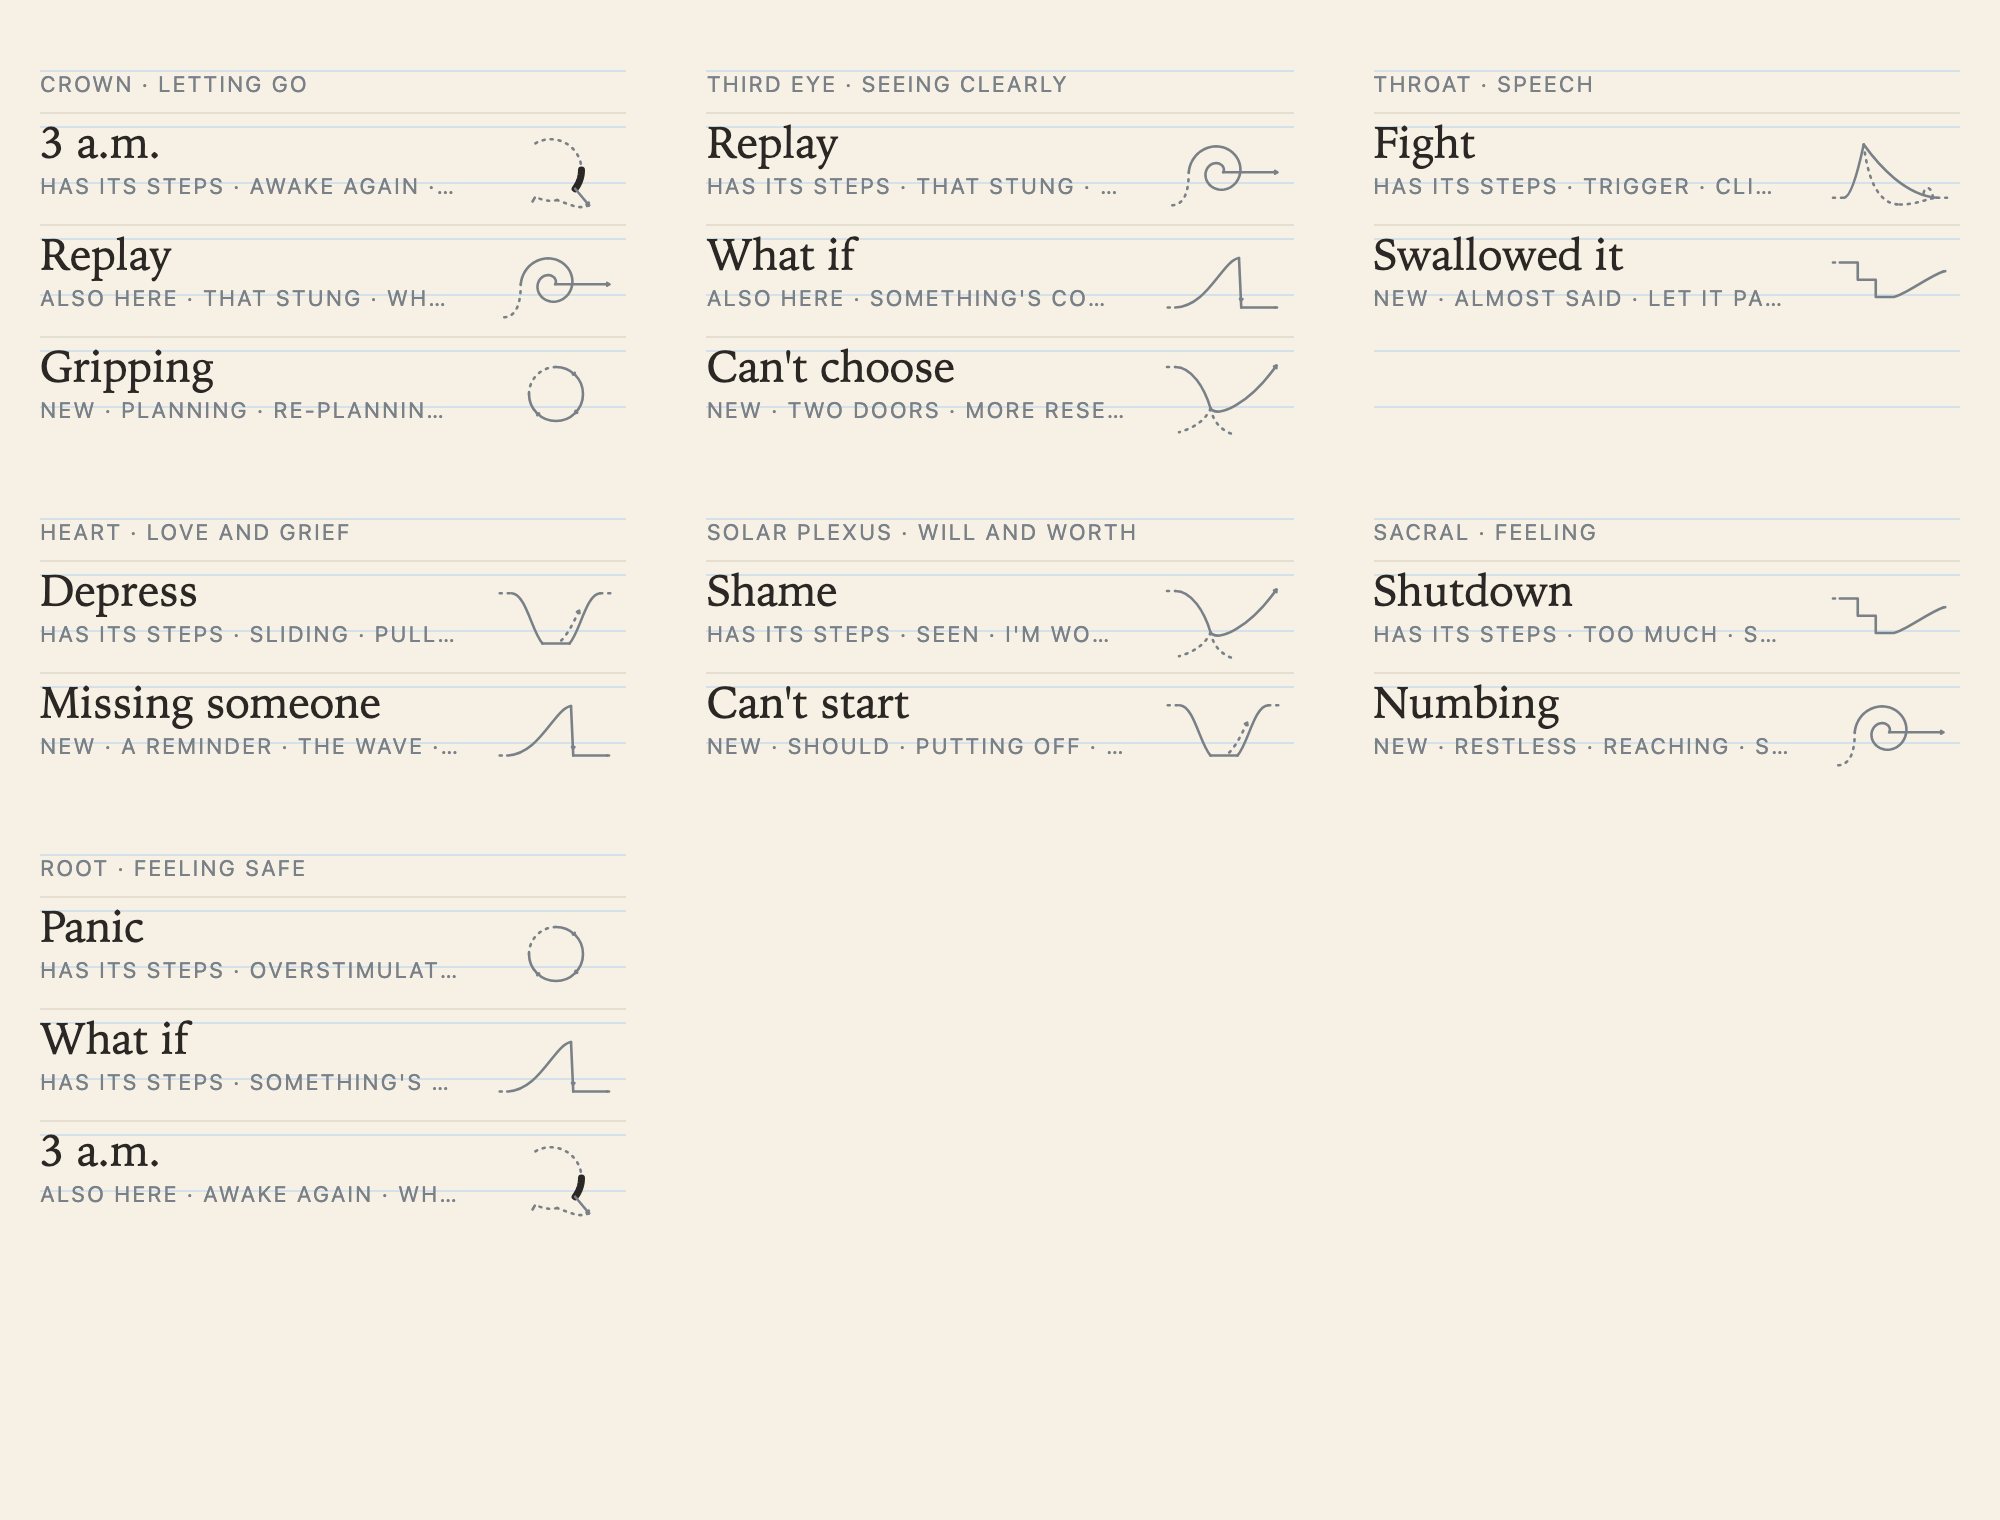 CROWN · LETTING GO
3 a.m.
HAS ITS STEPS · AWAKE AGAIN ·…
Replay
ALSO HERE · THAT STUNG · WH…
Gripping
NEW · PLANNING · RE-PLANNIN…
THIRD EYE · SEEING CLEARLY
Replay
HAS ITS STEPS · THAT STUNG · …
What if
ALSO HERE · SOMETHING'S CO…
Can't choose
NEW · TWO DOORS · MORE RESE…
THROAT · SPEECH
Fight
HAS ITS STEPS · TRIGGER · CLI…
Swallowed it
NEW · ALMOST SAID · LET IT PA…
HEART · LOVE AND GRIEF
Depress
HAS ITS STEPS · SLIDING · PULL…
Missing someone
NEW · A REMINDER · THE WAVE ·…
SOLAR PLEXUS · WILL AND WORTH
Shame
HAS ITS STEPS · SEEN · I'M WO…
Can't start
NEW · SHOULD · PUTTING OFF · …
SACRAL · FEELING
Shutdown
HAS ITS STEPS · TOO MUCH · S…
Numbing
NEW · RESTLESS · REACHING · S…
ROOT · FEELING SAFE
Panic
HAS ITS STEPS · OVERSTIMULAT…
What if
HAS ITS STEPS · SOMETHING'S …
3 a.m.
ALSO HERE · AWAKE AGAIN · WH…